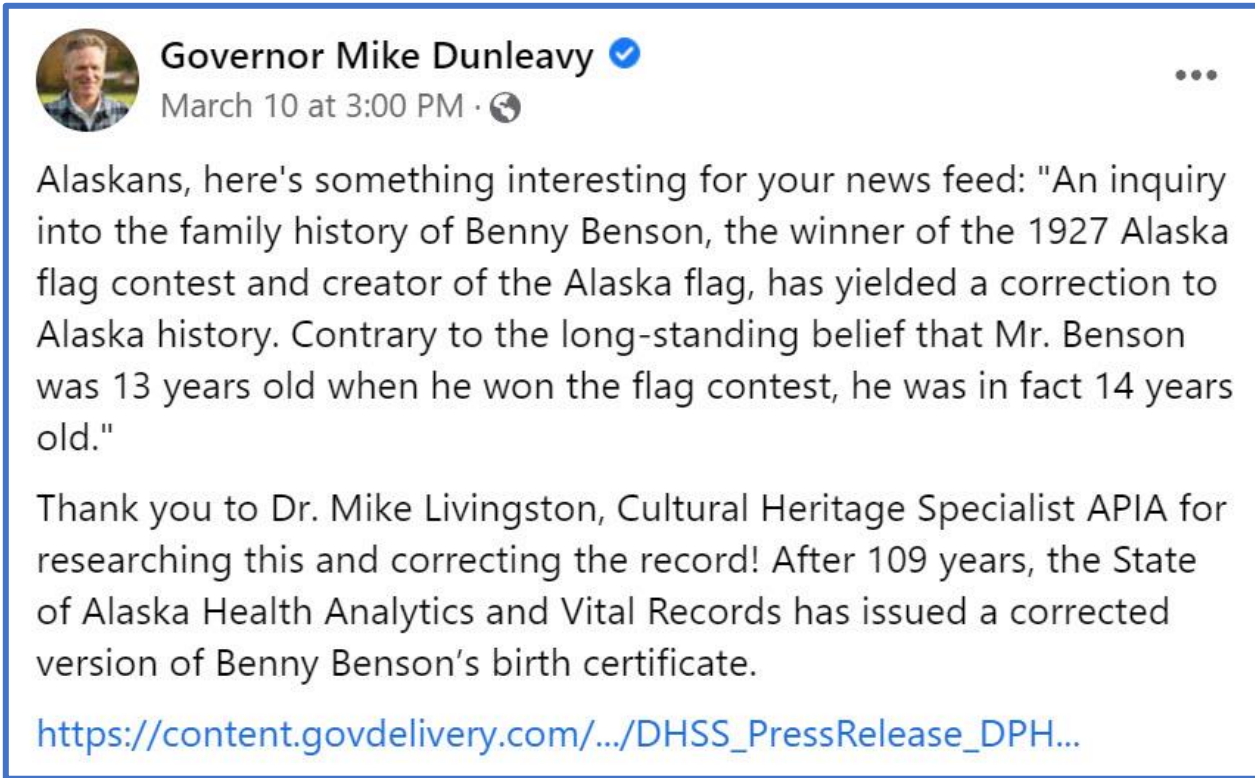 Governor Mike Dunleavy
March 10 at 3:00 PM ·
Alaskans, here's something interesting for your news feed: "An inquiry
into the family history of Benny Benson, the winner of the 1927 Alaska
flag contest and creator of the Alaska flag, has yielded a correction to
Alaska history. Contrary to the long-standing belief that Mr. Benson
was 13 years old when he won the flag contest, he was in fact 14 years
old."
Thank you to Dr. Mike Livingston, Cultural Heritage Specialist APIA for
researching this and correcting the record! After 109 years, the State
of Alaska Health Analytics and Vital Records has issued a corrected
version of Benny Benson’s birth certificate.
https://content.govdelivery.com/.../DHSS_PressRelease_DPH...